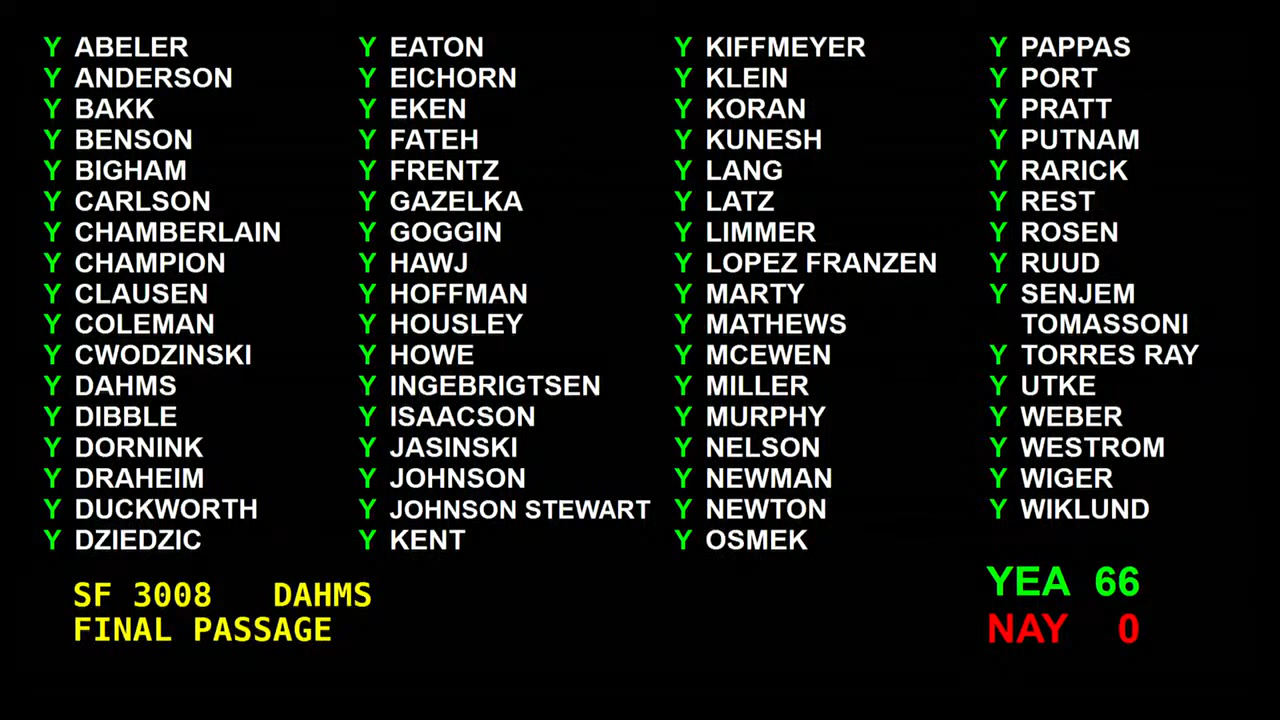 Y ABELER
Y ANDERSON
Y BAKK
Y BENSON
Y BIGHAM
Y CARLSON
Y CHAMBERLAIN
Y CHAMPION
Y CLAUSEN
Y COLEMAN
Y CWODZINSKI
Y DAHMS
Y DIBBLE
Y DORNINK
Y DRAHEIM
Y DUCKWORTH
Y DZIEDZIC
Y EATON
Y EICHORN
Y EKEN
Y FATEH
Y FRENTZ
Y GAZELKA
Y GOGGIN
Y HAWJ
Y HOFFMAN
Y HOUSLEY
Y HOWE
Y INGEBRIGTSEN
Y ISAACSON
Y JASINSKI
Y JOHNSON
Y JOHNSON STEWART
Y KENT
Y KIFFMEYER
Y KLEIN
Y KORAN
Y KUNESH
Y LANG
Y LATZ
Y LIMMER
Y LOPEZ FRANZEN
Y MARTY
Y MATHEWS
Y MCEWEN
Y MILLER
Y MURPHY
Y NELSON
Y NEWMAN
Y NEWTON
Y OSMEK
Y PAPPAS
Y PORT
Y PRATT
Y PUTNAM
Y RARICK
Y REST
Y ROSEN
Y RUUD
Y SENJEM
TOMASSONI
Y TORRES RAY
Y UTKE
Y WEBER
Y WESTROM
Y WIGER
Y WIKLUND
SF 3008 DAHMS
FINAL PASSAGE
YEA 66
NAY 0